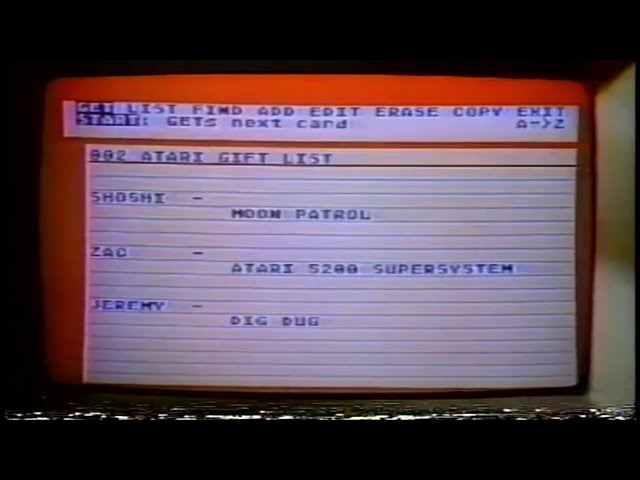 GET LIST FIND ADD EDIT ERASE COPY EXIT
START: GETs next card A->Z
002 ATARI GIFT LIST
SHOSHI -
MOON PATROL
ZAC -
ATARI 5200 SUPERSYSTEM
JEREMY -
DIG DUG